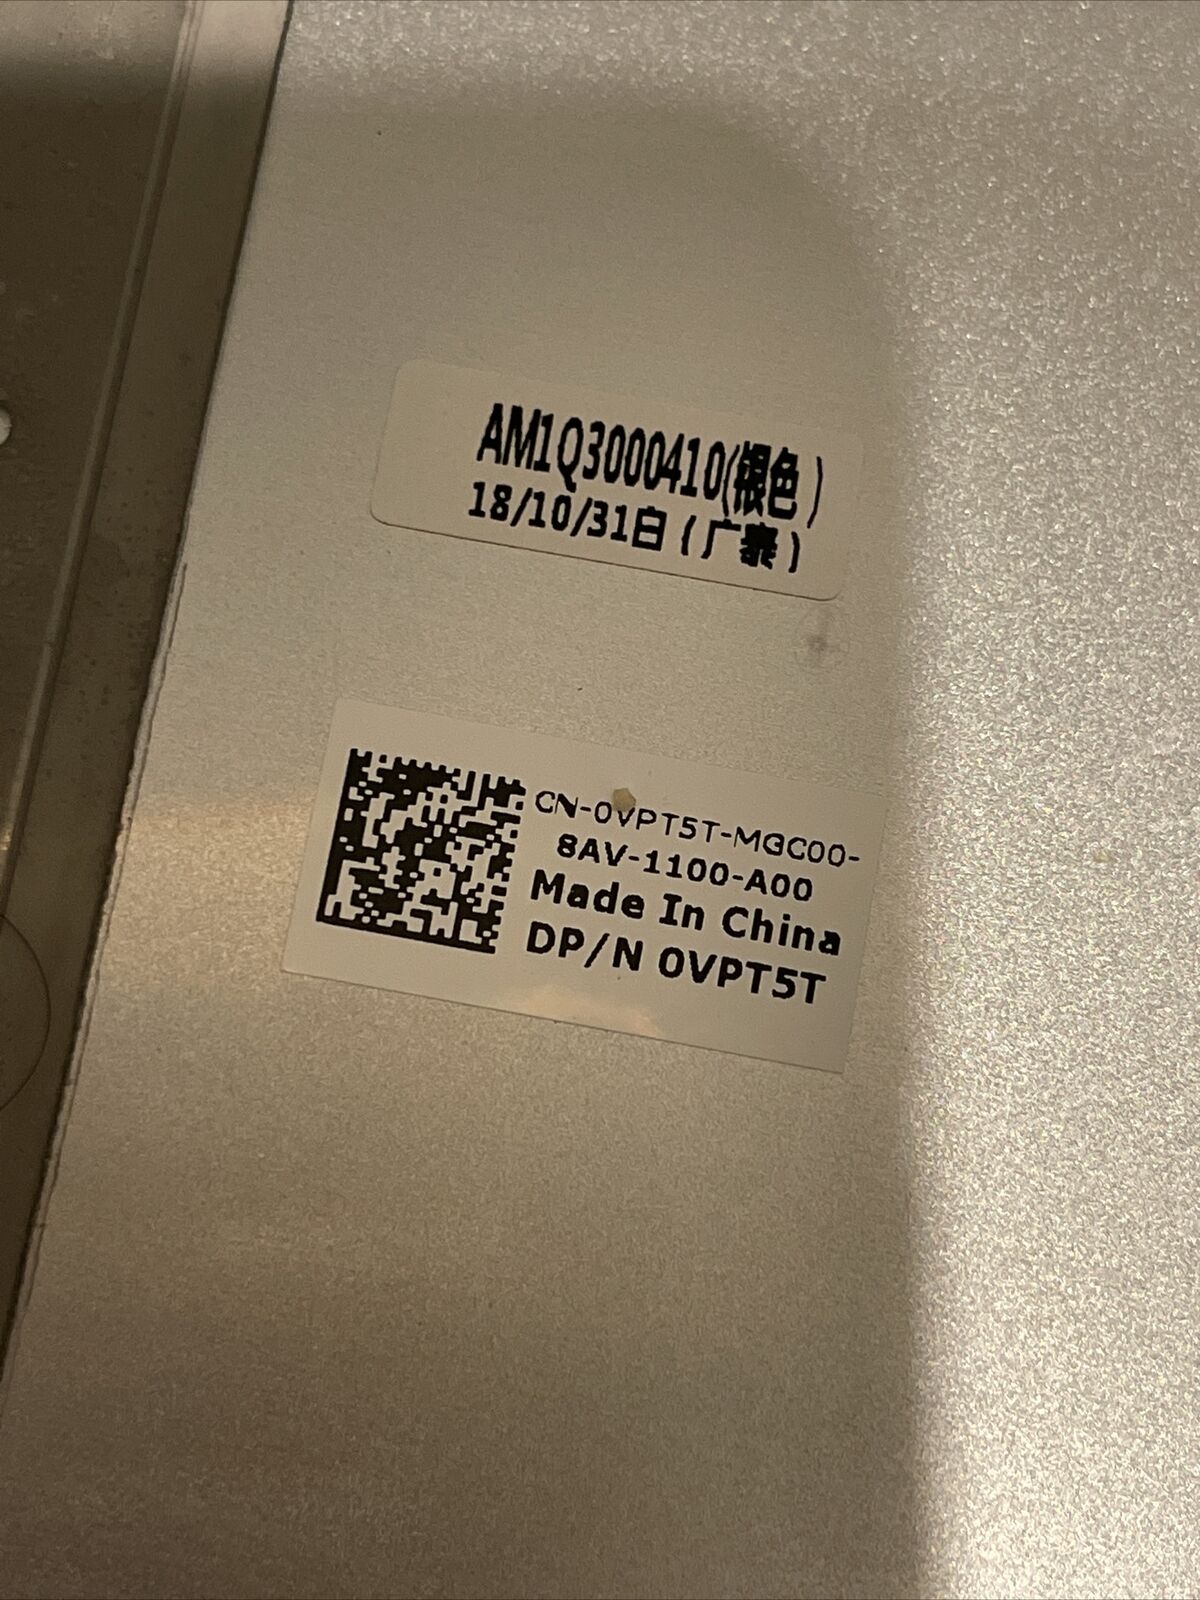 AM1Q3000410(银色)
18/10/31白(广泰)
CN-0VPT5T-MGC00-
8AV-1100-A00
Made In China
DP/N 0VPT5T